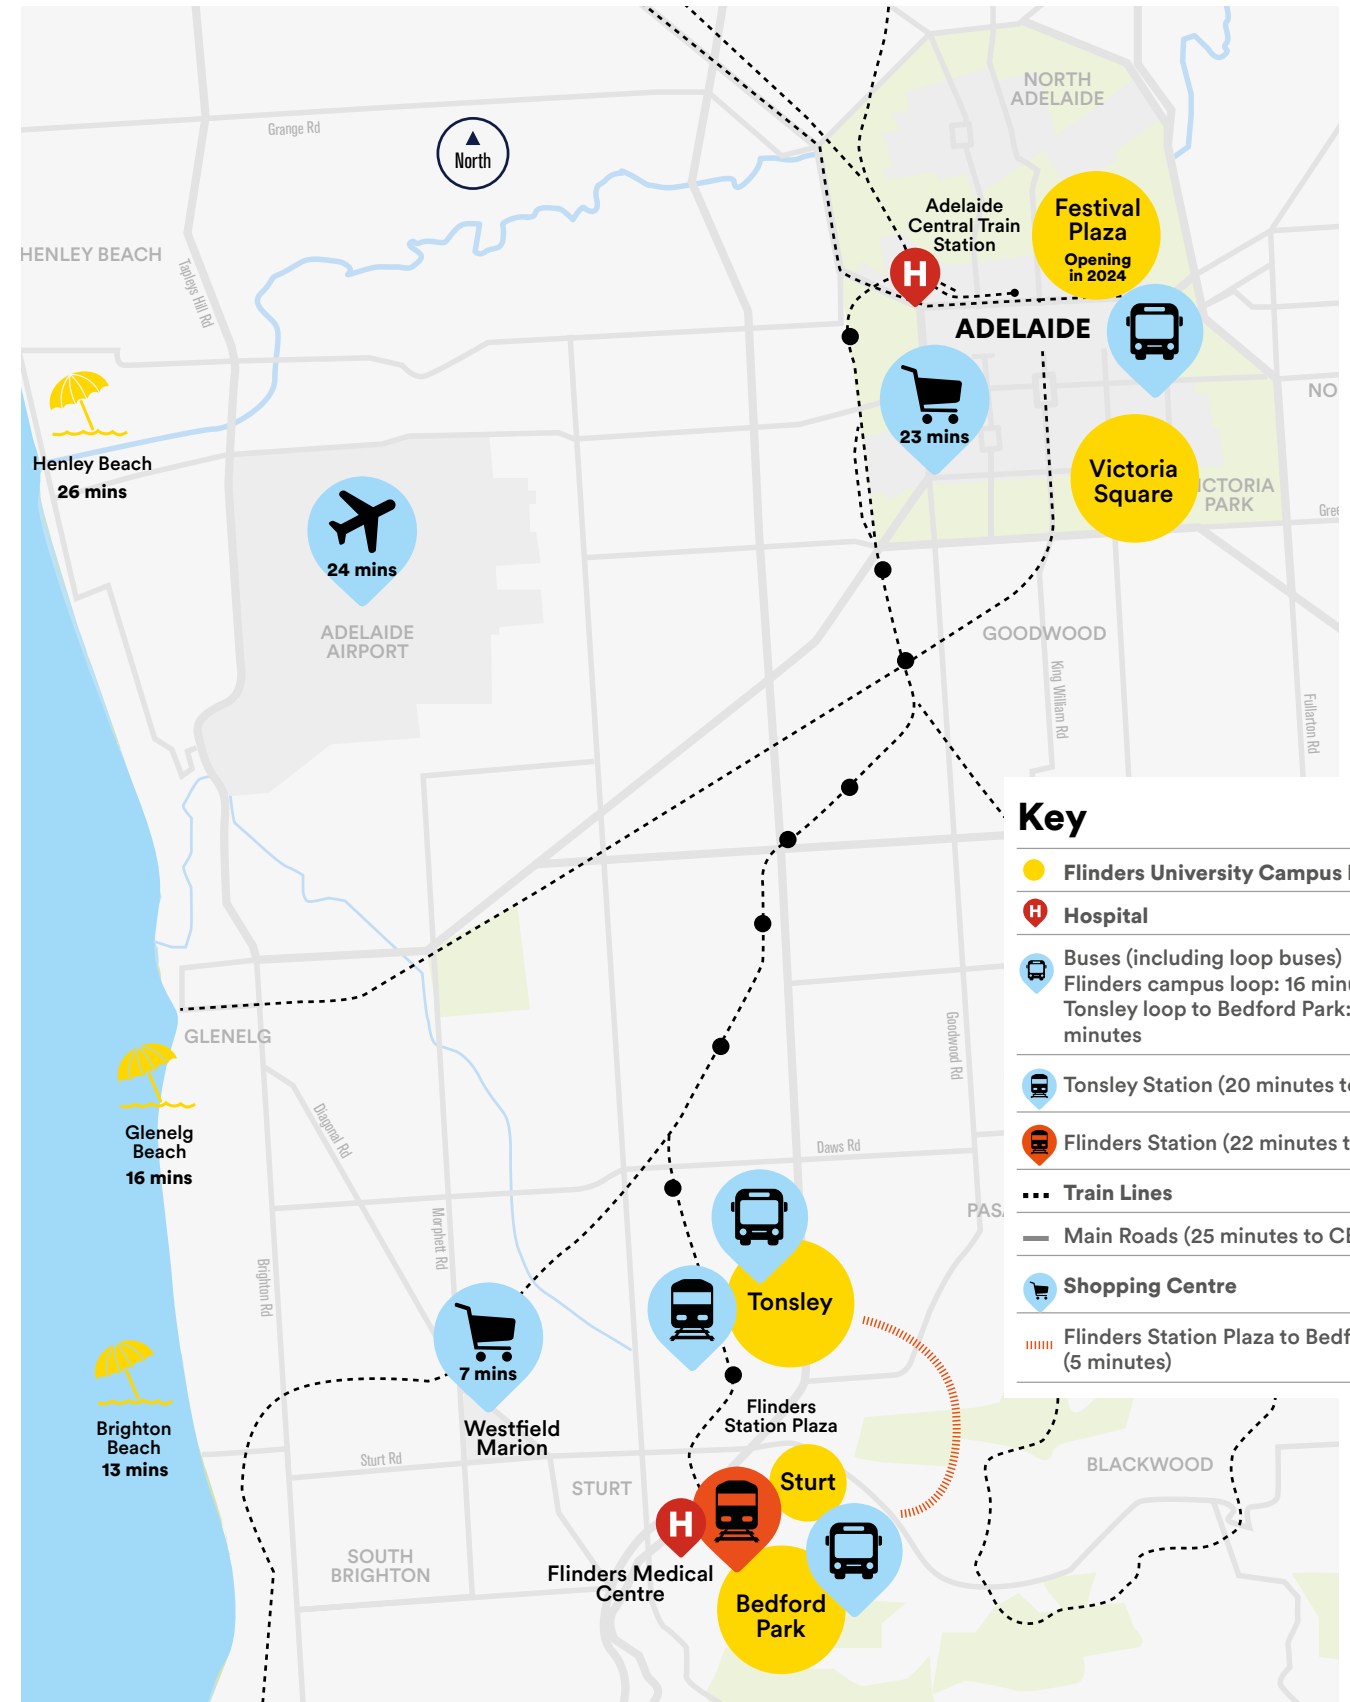 NORTH
ADELAIDE
Grange Rd
North
Adelaide
Central Train
Station
Festival
Plaza
Opening
in 2024
HENLEY BEACH
Tapleys Hill Rd
H
ADELAIDE
NO
23 mins
Henley Beach
26 mins
Victoria
Square
ICTORIA
PARK
Gree
24 mins
ADELAIDE
AIRPORT
GOODWOOD
King William Rd
Fullarton Rd
Key
Flinders University Campus
H
Hospital
Buses (including loop buses)
Flinders campus loop: 16 minu
Tonsley loop to Bedford Park:
minutes
Tonsley Station (20 minutes to
Flinders Station (22 minutes t
Train Lines
Main Roads (25 minutes to CB
Shopping Centre
Flinders Station Plaza to Bedf
(5 minutes)
GLENELG
Goodwood Rd
Glenelg
Beach
16 mins
Diagonal Rd
Daws Rd
PAS
Morphett Rd
Brighton Rd
Tonsley
7 mins
Westfield
Marion
Flinders
Station Plaza
Brighton
Beach
13 mins
Sturt Rd
STURT
Sturt
BLACKWOOD
H
SOUTH
BRIGHTON
Flinders Medical
Centre
Bedford
Park